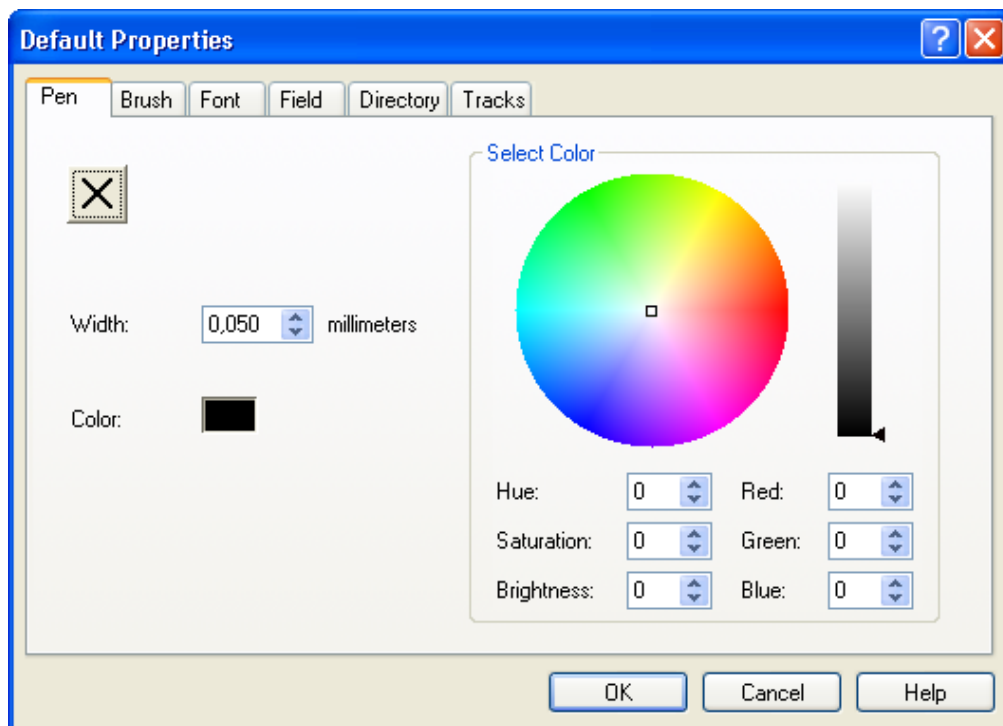 Default Properties
Pen Brush Font Field Directory Tracks
Select Color
Width: 0,050 millimeters
Color:
Hue: 0 Red: 0
Saturation: 0 Green: 0
Brightness: 0 Blue: 0
OK Cancel Help